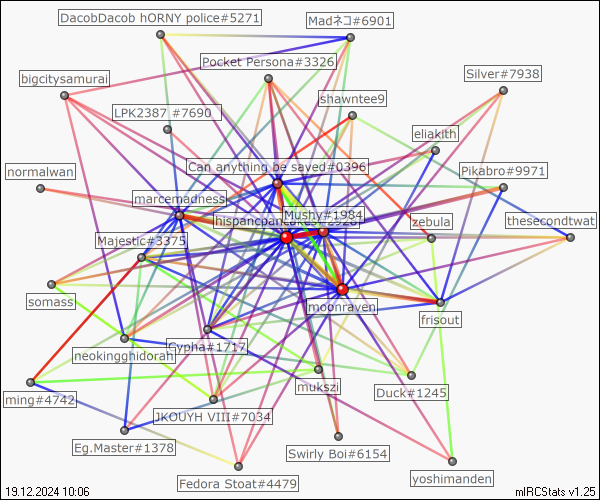 DacobDacob hORNY police#5271
Madネコ#6901
Pocket Persona#3326
Silver#7938
bigcitysamurai
shawntee9
LPK2387 #7690
eliakith
Can anything be saved#0396
normalwan
Pikabro#9971
marcemadness
Mushy#1984
zebula
thesecondtwat
Majestic#3375
somass
moonraven
frisout
neokingghidorah
Gypha#1717
mukszi
Duck#1245
ming#4742
JKOUYH VIII#7034
Eg.Master#1378
Swirly Boi#6154
Fedora Stoat#4479
yoshimanden
19.12.2024 10:06
mIRCStats v1.25